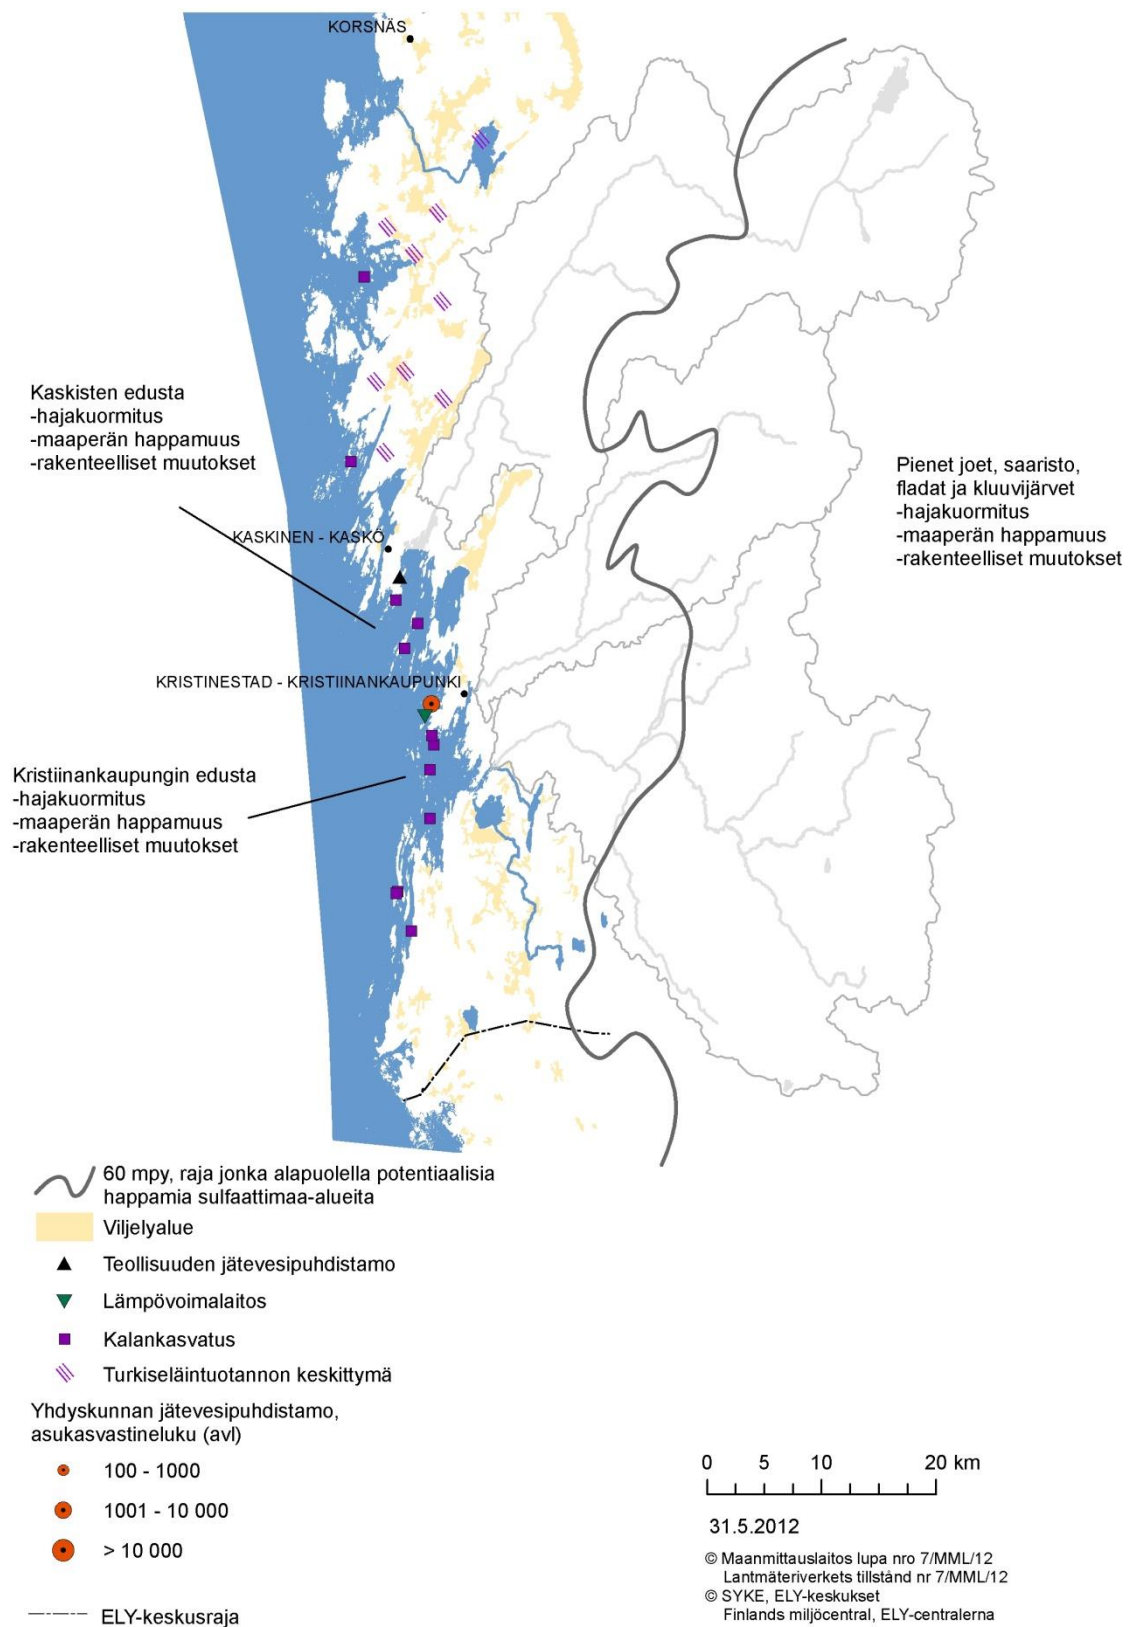 KORSNÄS
Kaskisten edusta
-hajakuormitus
-maaperän happamuus
-rakenteelliset muutokset
Pienet joet, saaristo,
fladat ja kluuvijärvet
-hajakuormitus
-maaperän happamuus
-rakenteelliset muutokset
KASKINEN - KASKÖ
KRISTINESTAD - KRISTIINANKAUPUNKI
Kristiinankaupungin edusta
-hajakuormitus
-maaperän happamuus
-rakenteelliset muutokset
60 mpy, raja jonka alapuolella potentiaalisia
happamia sulfaattimaa-alueita
Viljelyalue
Teollisuuden jätevesipuhdistamo
Lämpövoimalaitos
Kalankasvatus
Turkiseläintuotannon keskittymä
Yhdyskunnan jätevesipuhdistamo,
asukasvastineluku (avl)
100 - 1000
1001 - 10 000
> 10 000
ELY-keskusraja
0 5 10 20 km
31.5.2012
© Maanmittauslaitos lupa nro 7/MML/12
Lantmäteriverkets tillstånd nr 7/MML/12
© SYKE, ELY-keskukset
Finlands miljöcentral, ELY-centralerna